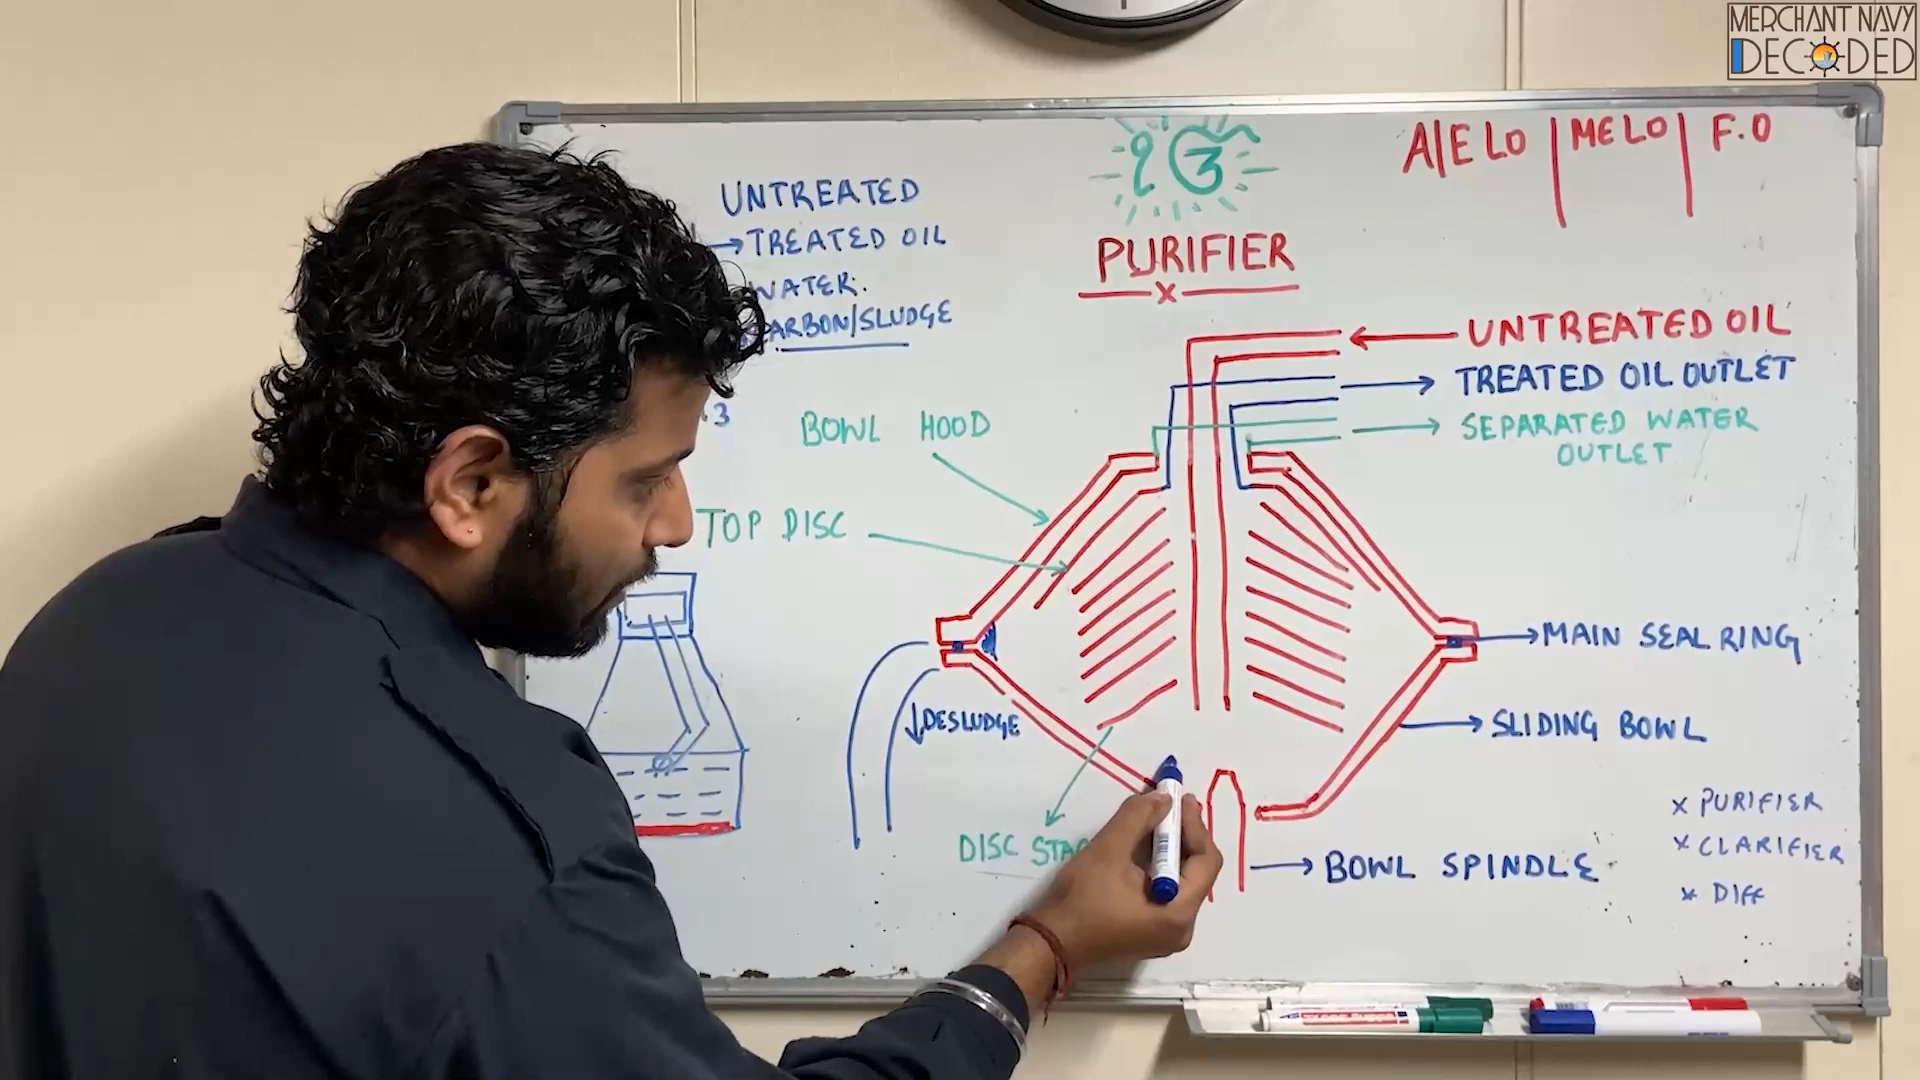 MERCHANT NAVY
DECODED
A/E LO | ME LO | F.O
UNTREATED
→ TREATED OIL
WATER.
CARBON/SLUDGE
PURIFIER
UNTREATED OIL
TREATED OIL OUTLET
SEPARATED WATER
OUTLET
BOWL HOOD
TOP DISC
MAIN SEAL RING
DESLUDGE
SLIDING BOWL
x PURIFIER
x CLARIFIER
x DIFF
DISC
BOWL SPINDLE